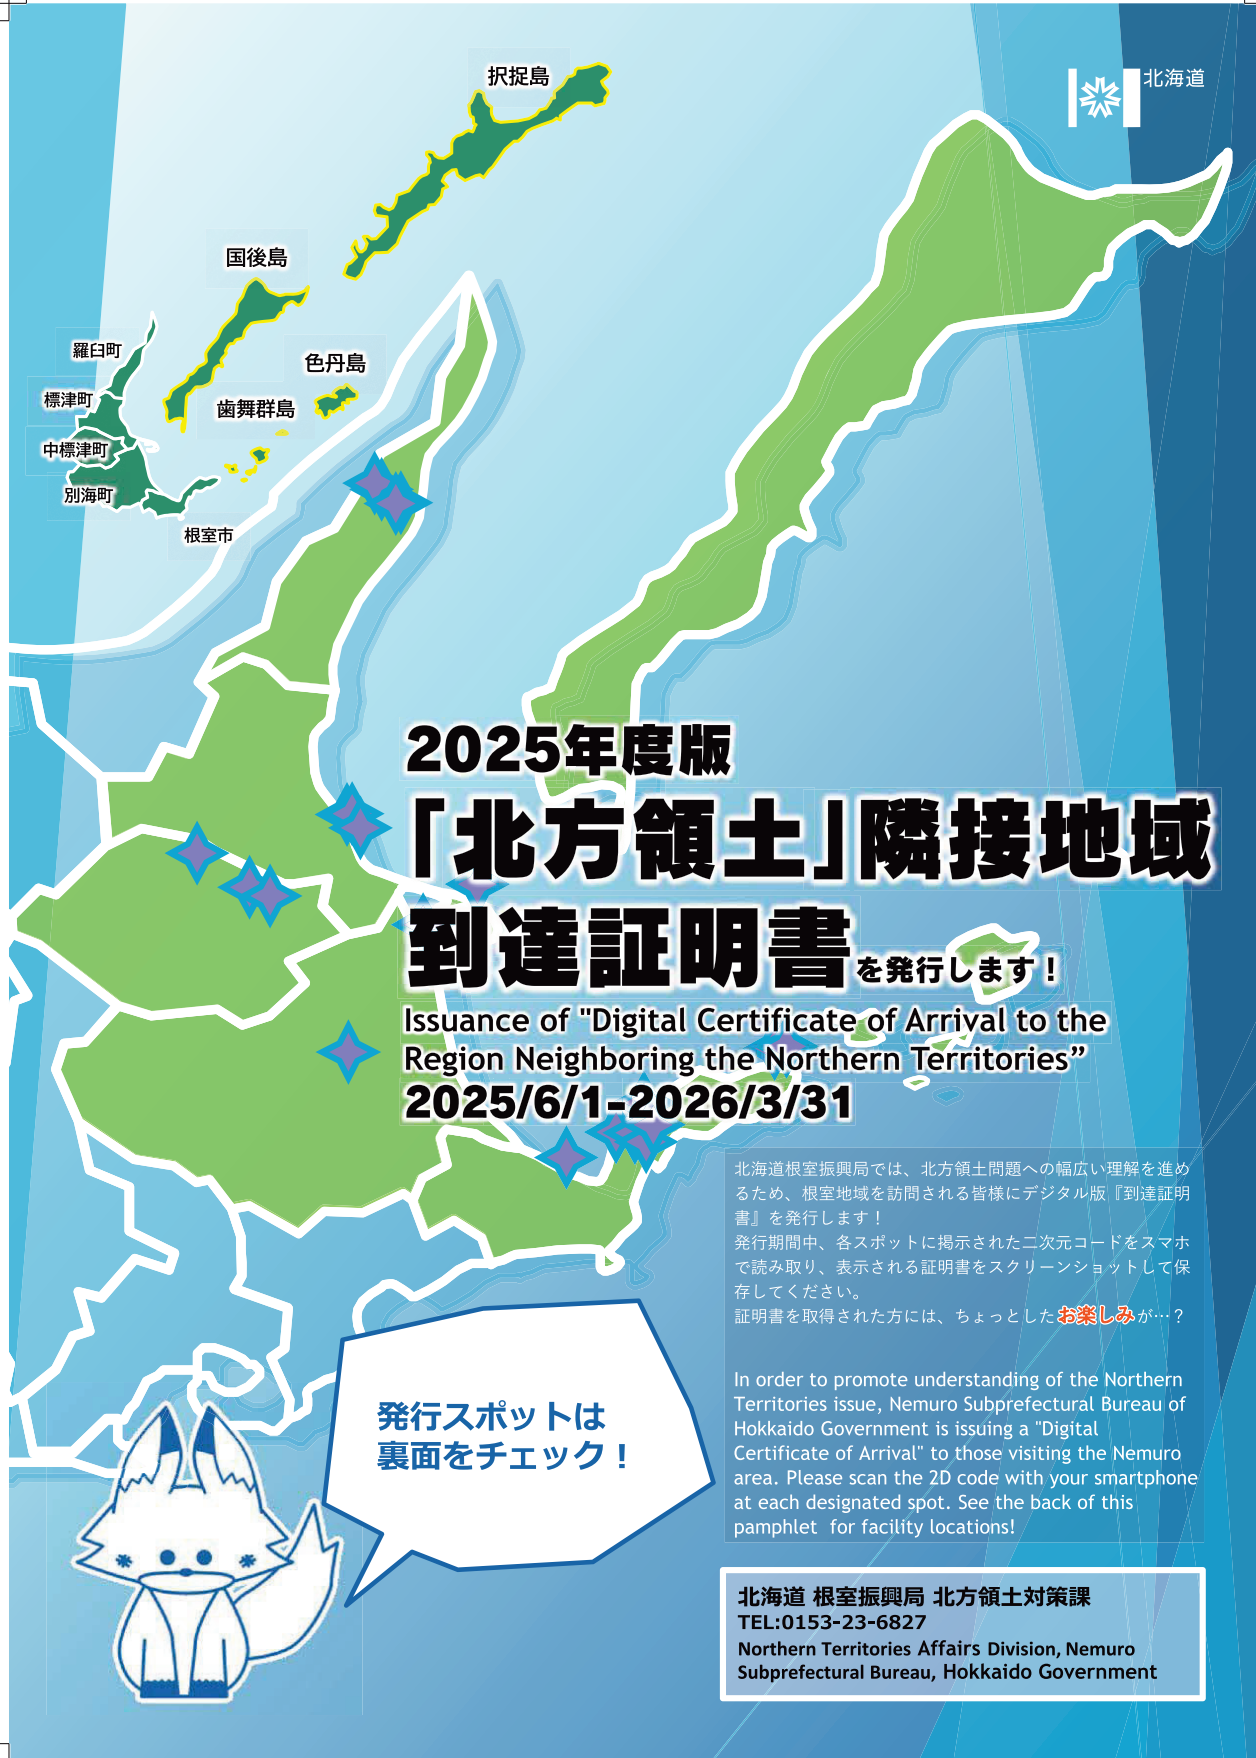 北海道
択捉島
国後島
色丹島
歯舞群島
羅臼町
標津町
中標津町
別海町
根室市
2025年度版
「北方領土」隣接地域
到達証明書を発行します！
Issuance of "Digital Certificate of Arrival to the
Region Neighboring the Northern Territories”
2025/6/1-2026/3/31
北海道根室振興局では、北方領土問題への幅広い理解を進め
るため、根室地域を訪問される皆様にデジタル版『到達証明
書』を発行します！
発行期間中、各スポットに掲示された二次元コードをスマホ
で読み取り、表示される証明書をスクリーンショットして保
存してください。
証明書を取得された方には、ちょっとしたお楽しみが…？
In order to promote understanding of the Northern
Territories issue, Nemuro Subprefectural Bureau of
Hokkaido Government is issuing a "Digital
Certificate of Arrival" to those visiting the Nemuro
area. Please scan the 2D code with your smartphone
at each designated spot. See the back of this
pamphlet  for facility locations!
発行スポットは
裏面をチェック！
北海道 根室振興局 北方領土対策課
TEL:0153-23-6827
Northern Territories Affairs Division, Nemuro
Subprefectural Bureau, Hokkaido Government